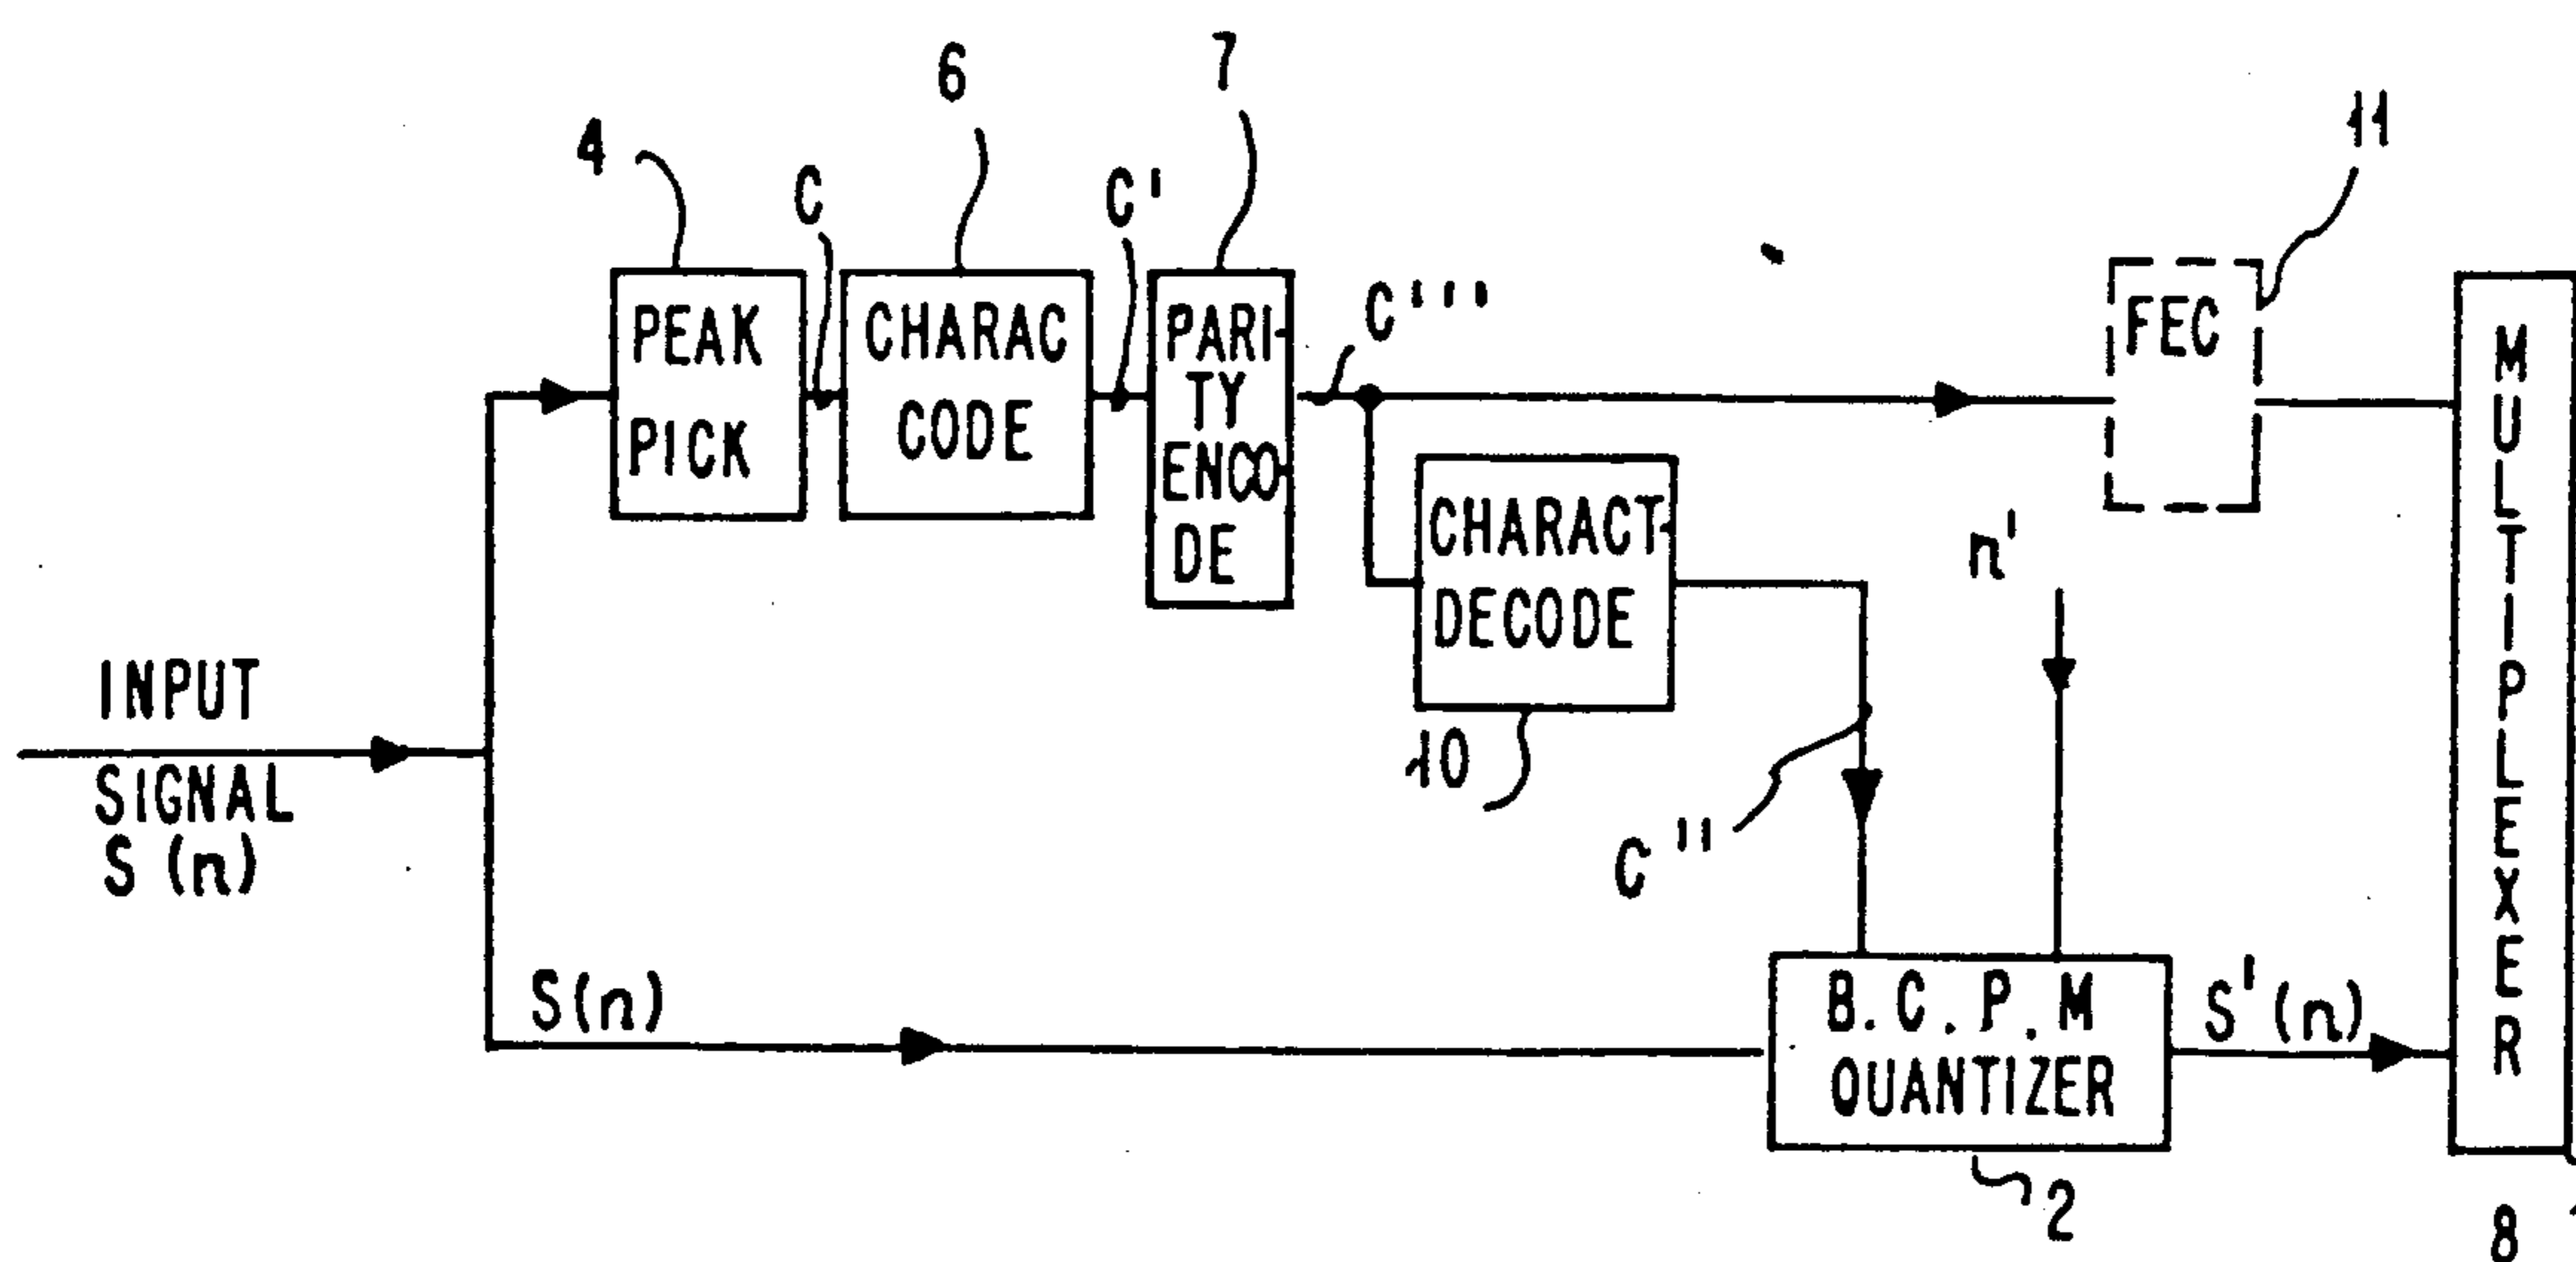 7
6
11
4
C
C'
PEAK
PICK
CHARAC
CODE
PARI-
TY
ENCO-
DE
C'''
FEC
MULTIPLEXER
CHARACT-
DECODE
n'
10
C''
INPUT
SIGNAL
S (n)
S(n)
B.C.P.M
QUANTIZER
S'(n)
2
8